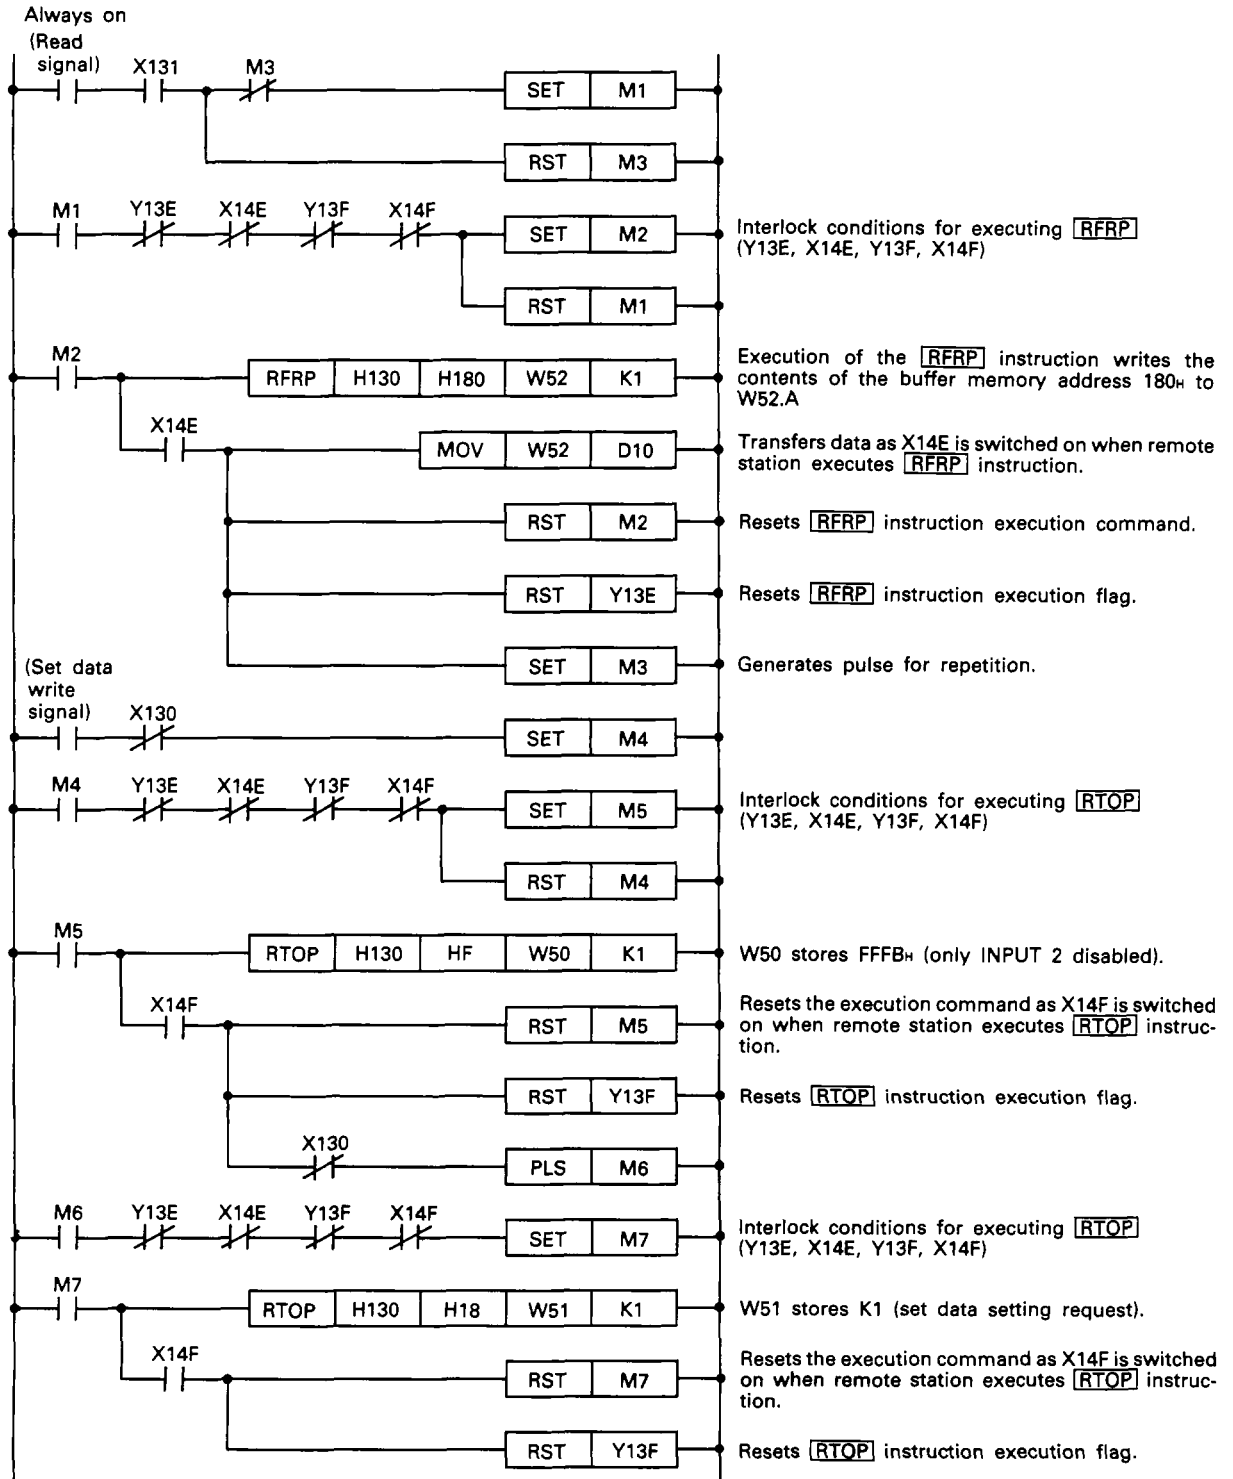 Always on
(Read
signal) X131 M3
SET M1
RST M3
M1 Y13E X14E Y13F X14F
SET M2
Interlock conditions for executing RFRP
(Y13E, X14E, Y13F, X14F)
RST M1
M2
RFRP H130 H180 W52 K1
Execution of the RFRP instruction writes the
contents of the buffer memory address 180H to
W52.A
X14E
MOV W52 D10
Transfers data as X14E is switched on when remote
station executes RFRP instruction.
RST M2
Resets RFRP instruction execution command.
RST Y13E
Resets RFRP instruction execution flag.
SET M3
Generates pulse for repetition.
(Set data
write
signal) X130
SET M4
M4 Y13E X14E Y13F X14F
SET M5
Interlock conditions for executing RTOP
(Y13E, X14E, Y13F, X14F)
RST M4
M5
RTOP H130 HF W50 K1
W50 stores FFFBH (only INPUT 2 disabled).
X14F
RST M5
Resets the execution command as X14F is switched
on when remote station executes RTOP instruc-
tion.
RST Y13F
Resets RTOP instruction execution flag.
X130
PLS M6
M6 Y13E X14E Y13F X14F
SET M7
Interlock conditions for executing RTOP
(Y13E, X14E, Y13F, X14F)
M7
RTOP H130 H18 W51 K1
W51 stores K1 (set data setting request).
X14F
RST M7
Resets the execution command as X14F is switched
on when remote station executes RTOP instruc-
tion.
RST Y13F
Resets RTOP instruction execution flag.